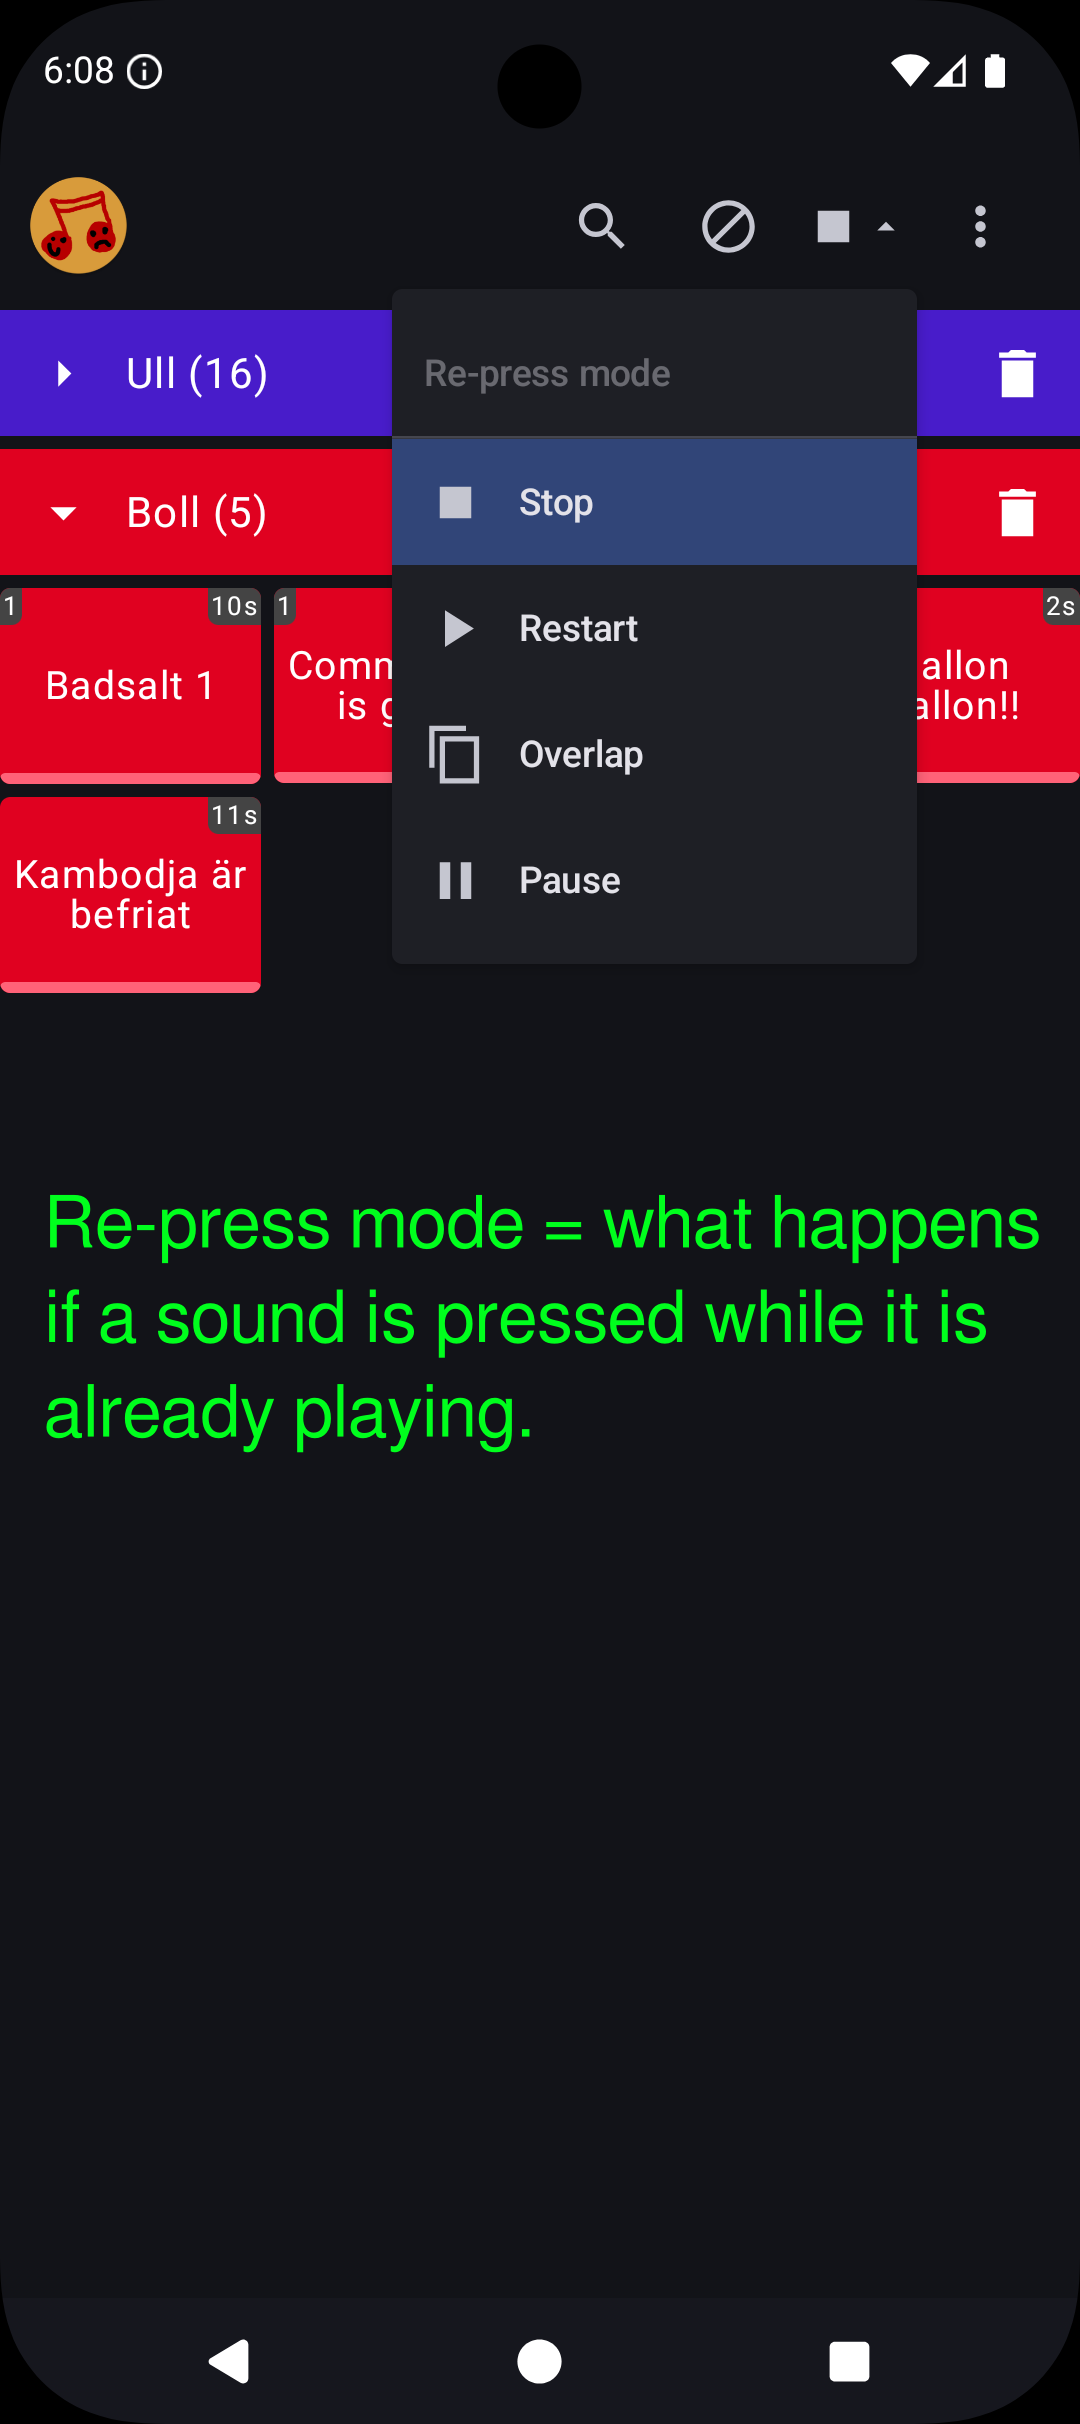 6:08
Re-press mode
Ull (16)
Stop
Boll (5)
Restart
Overlap
Pause
1
10s
Badsalt 1
1
2s
allon
allon!!
is
11s
Kambodja är
befriat
Re-press mode = what happens
if a sound is pressed while it is
already playing.